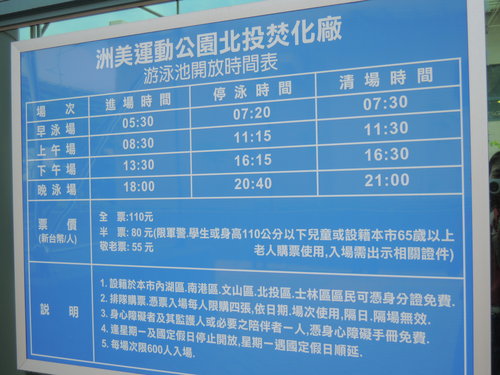 洲美運動公園北投焚化廠
游泳池開放時間表
場 次 進場時間 停泳時間 清場時間
早泳場 05:30 07:20 07:30
上午場 08:30 11:15 11:30
下午場 13:30 16:15 16:30
晚泳場 18:00 20:40 21:00
票價
(新台幣/人)
全 票:110元
半 票: 80元(限軍警.學生或身高110公分以下兒童或設籍本市65歲以上
老人購票使用,入場需出示相關證件)
敬老票: 55元
說明
1. 設籍於本市內湖區.南港區.文山區.北投區.士林區區民可憑身分證免費.
2. 排隊購票.憑票入場每人限購四張,依日期.場次使用,隔日.隔場無效.
3. 身心障礙者及其監護人或必要之陪伴者一人,憑身心障礙手冊免費.
4. 逢星期一及國定假日停止開放,星期一遇國定假日順延.
5. 每場次限600人入場.